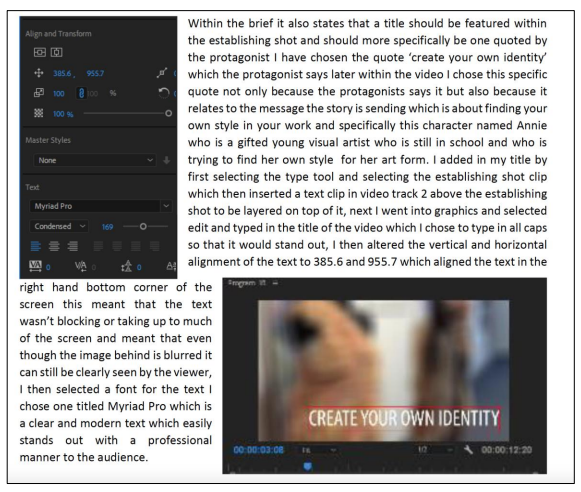 Align and Transform
385.6 , 955.7
100 100 %
100 %
Master Styles
None
Text
Myriad Pro
Condensed 169
VA 0 VA 0 0
Within the brief it also states that a title should be featured within
the establishing shot and should more specifically be one quoted by
the protagonist I have chosen the quote ‘create your own identity’
which the protagonist says later within the video I chose this specific
quote not only because the protagonists says it but also because it
relates to the message the story is sending which is about finding your
own style in your work and specifically this character named Annie
who is a gifted young visual artist who is still in school and who is
trying to find her own style for her art form. I added in my title by
first selecting the type tool and selecting the establishing shot clip
which then inserted a text clip in video track 2 above the establishing
shot to be layered on top of it, next I went into graphics and selected
edit and typed in the title of the video which I chose to type in all caps
so that it would stand out, I then altered the vertical and horizontal
alignment of the text to 385.6 and 955.7 which aligned the text in the
right hand bottom corner of the
screen this meant that the text
wasn’t blocking or taking up to much
of the screen and meant that even
though the image behind is blurred it
can still be clearly seen by the viewer,
I then selected a font for the text I
chose one titled Myriad Pro which is
a clear and modern text which easily
stands out with a professional
manner to the audience.
CREATE YOUR OWN IDENTITY
00:00:03:08 Fit 1/2 00:00:12:20